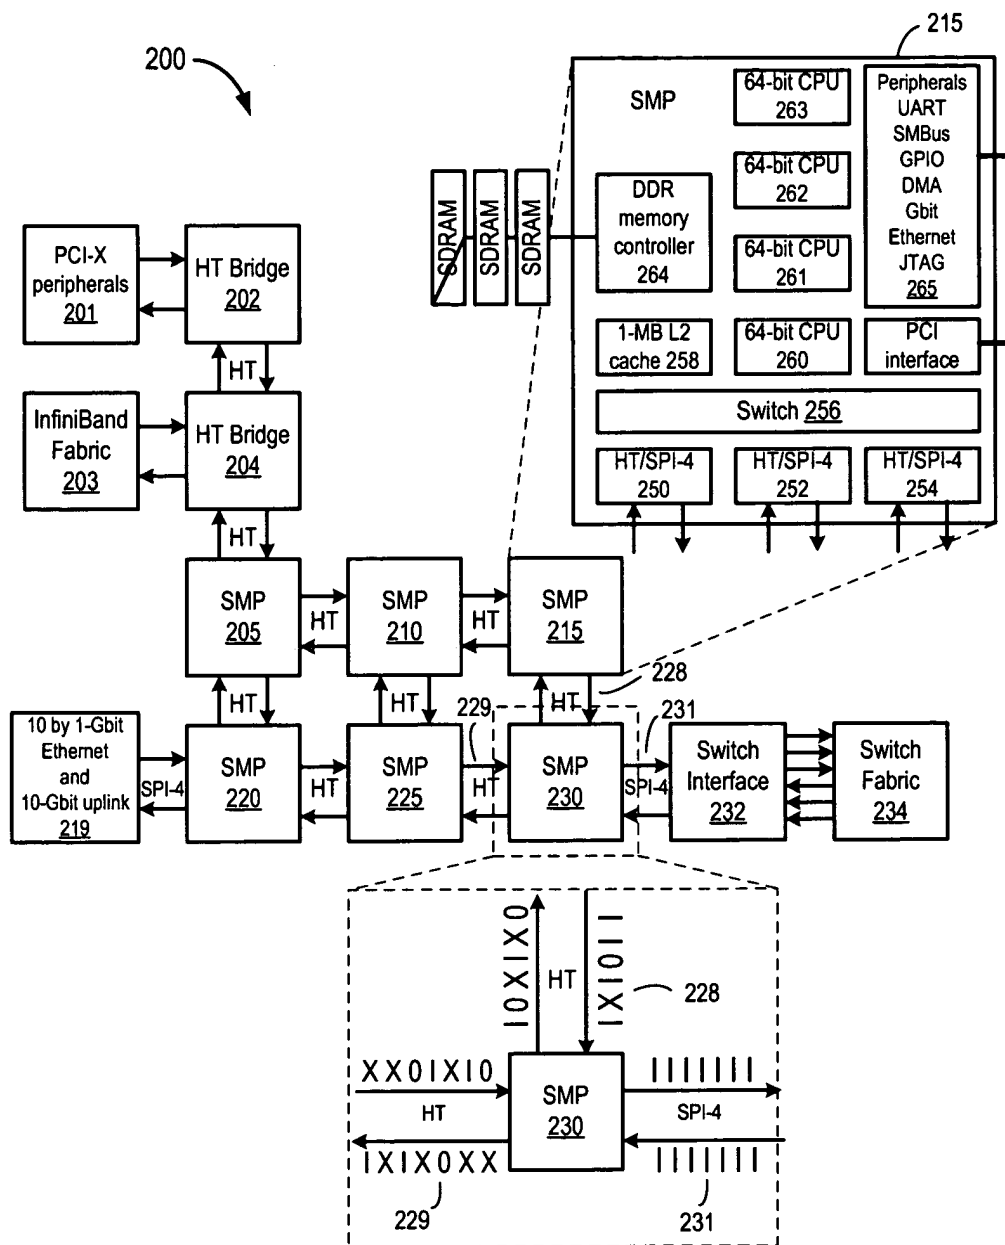 200
215
SMP
64-bit CPU
263
64-bit CPU
262
64-bit CPU
261
64-bit CPU
260
Peripherals
UART
SMBus
GPIO
DMA
Gbit
Ethernet
JTAG
265
SDRAM
SDRAM
SDRAM
DDR
memory
controller
264
1-MB L2
cache 258
PCI
interface
Switch 256
HT/SPI-4
250
HT/SPI-4
252
HT/SPI-4
254
PCI-X
peripherals
201
HT Bridge
202
HT
InfiniBand
Fabric
203
HT Bridge
204
HT
SMP
205
HT
SMP
210
HT
SMP
215
HT
HT
HT
228
10 by 1-Gbit
Ethernet
and
10-Gbit uplink
219
SPI-4
SMP
220
HT
SMP
225
229
HT
SMP
230
231
SPI-4
Switch
Interface
232
Switch
Fabric
234
I0XIX0
HT
IXI0II
228
XX0IXI0
HT
IXIX0XX
229
SMP
230
IIIIIII
SPI-4
IIIIIII
231